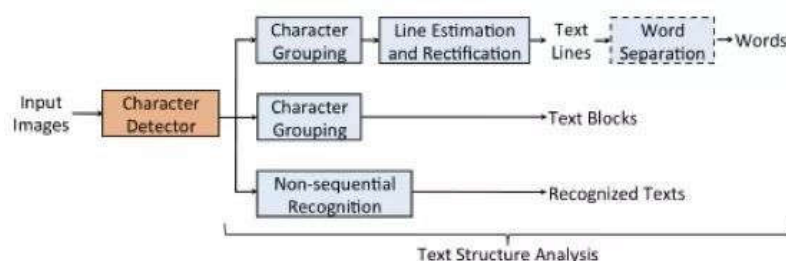 Character
Grouping
Line Estimation
and Rectification
Text
Lines
Word
Separation
Words
Input
Images
Character
Detector
Character
Grouping
Text Blocks
Non-sequential
Recognition
Recognized Texts
Text Structure Analysis